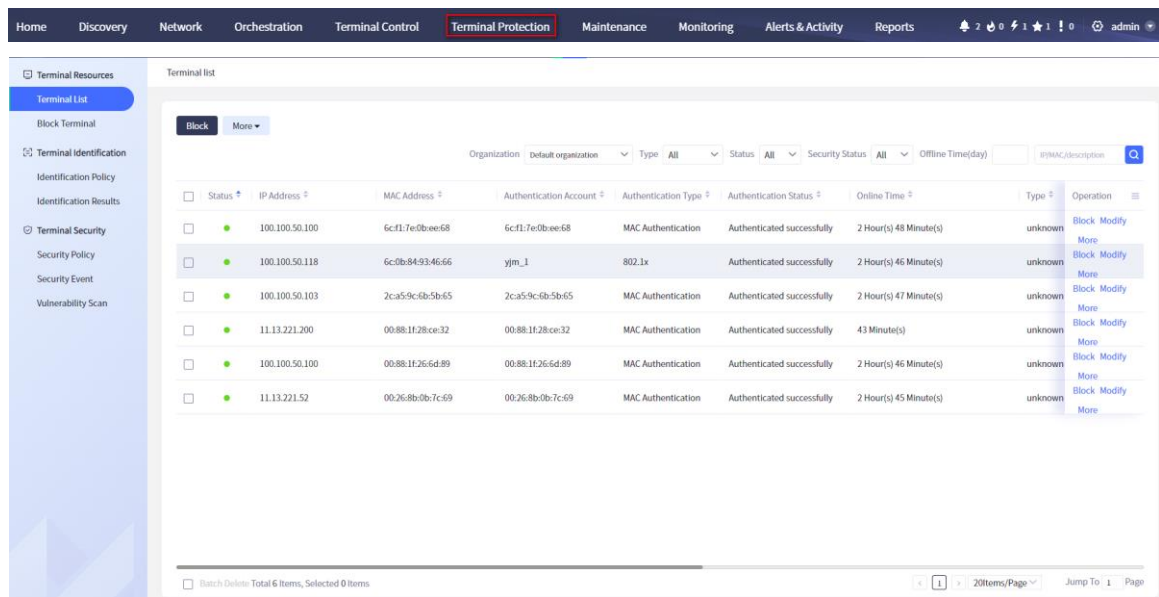 Home Discovery Network Orchestration Terminal Control Terminal Protection Maintenance Monitoring Alerts & Activity Reports 2 0 1 1 0 admin
Terminal Resources
Terminal List
Block Terminal
Terminal Identification
Identification Policy
Identification Results
Terminal Security
Security Policy
Security Event
Vulnerability Scan
Terminal list
Block More
Organization Default organization Type All Status All Security Status All Offline Time(day) IP/MAC/description
Status IP Address MAC Address Authentication Account Authentication Type Authentication Status Online Time Type Operation
100.100.50.100 6c:f1:7e:0b:ee:68 6c:f1:7e:0b:ee:68 MAC Authentication Authenticated successfully 2 Hour(s) 48 Minute(s) unknown Block Modify
More
100.100.50.118 6c:0b:84:93:46:66 yjm_1 802.1x Authenticated successfully 2 Hour(s) 46 Minute(s) unknown Block Modify
More
100.100.50.103 2c:a5:9c:6b:5b:65 2c:a5:9c:6b:5b:65 MAC Authentication Authenticated successfully 2 Hour(s) 47 Minute(s) unknown Block Modify
More
11.13.221.200 00:88:1f:28:ce:32 00:88:1f:28:ce:32 MAC Authentication Authenticated successfully 43 Minute(s) unknown Block Modify
More
100.100.50.100 00:88:1f:26:6d:89 00:88:1f:26:6d:89 MAC Authentication Authenticated successfully 2 Hour(s) 46 Minute(s) unknown Block Modify
More
11.13.221.52 00:26:8b:0b:7c:69 00:26:8b:0b:7c:69 MAC Authentication Authenticated successfully 2 Hour(s) 45 Minute(s) unknown Block Modify
More
Batch Delete Total 6 Items, Selected 0 Items < 1 > 20Items/Page Jump To 1 Page